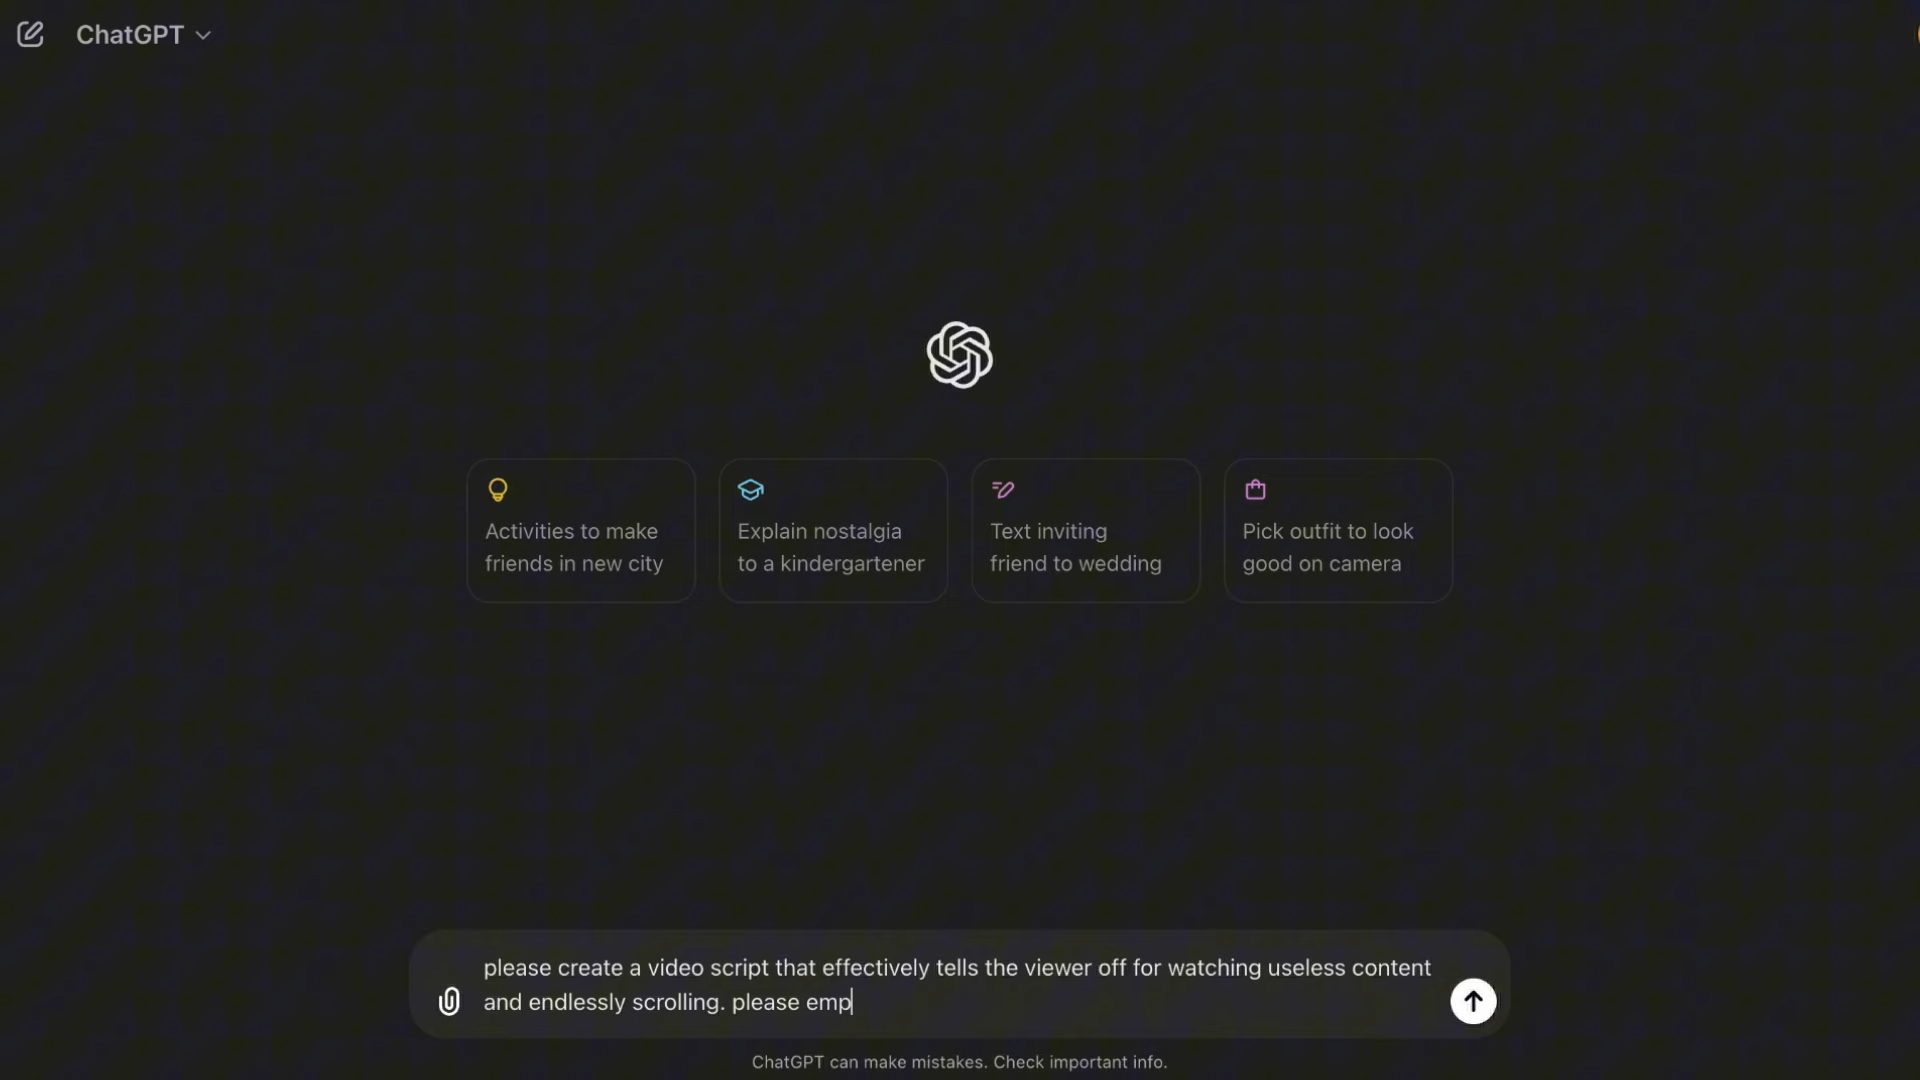 ChatGPT
Activities to make
friends in new city
Explain nostalgia
to a kindergartener
Text inviting
friend to wedding
Pick outfit to look
good on camera
please create a video script that effectively tells the viewer off for watching useless content
and endlessly scrolling. please emp
ChatGPT can make mistakes. Check important info.